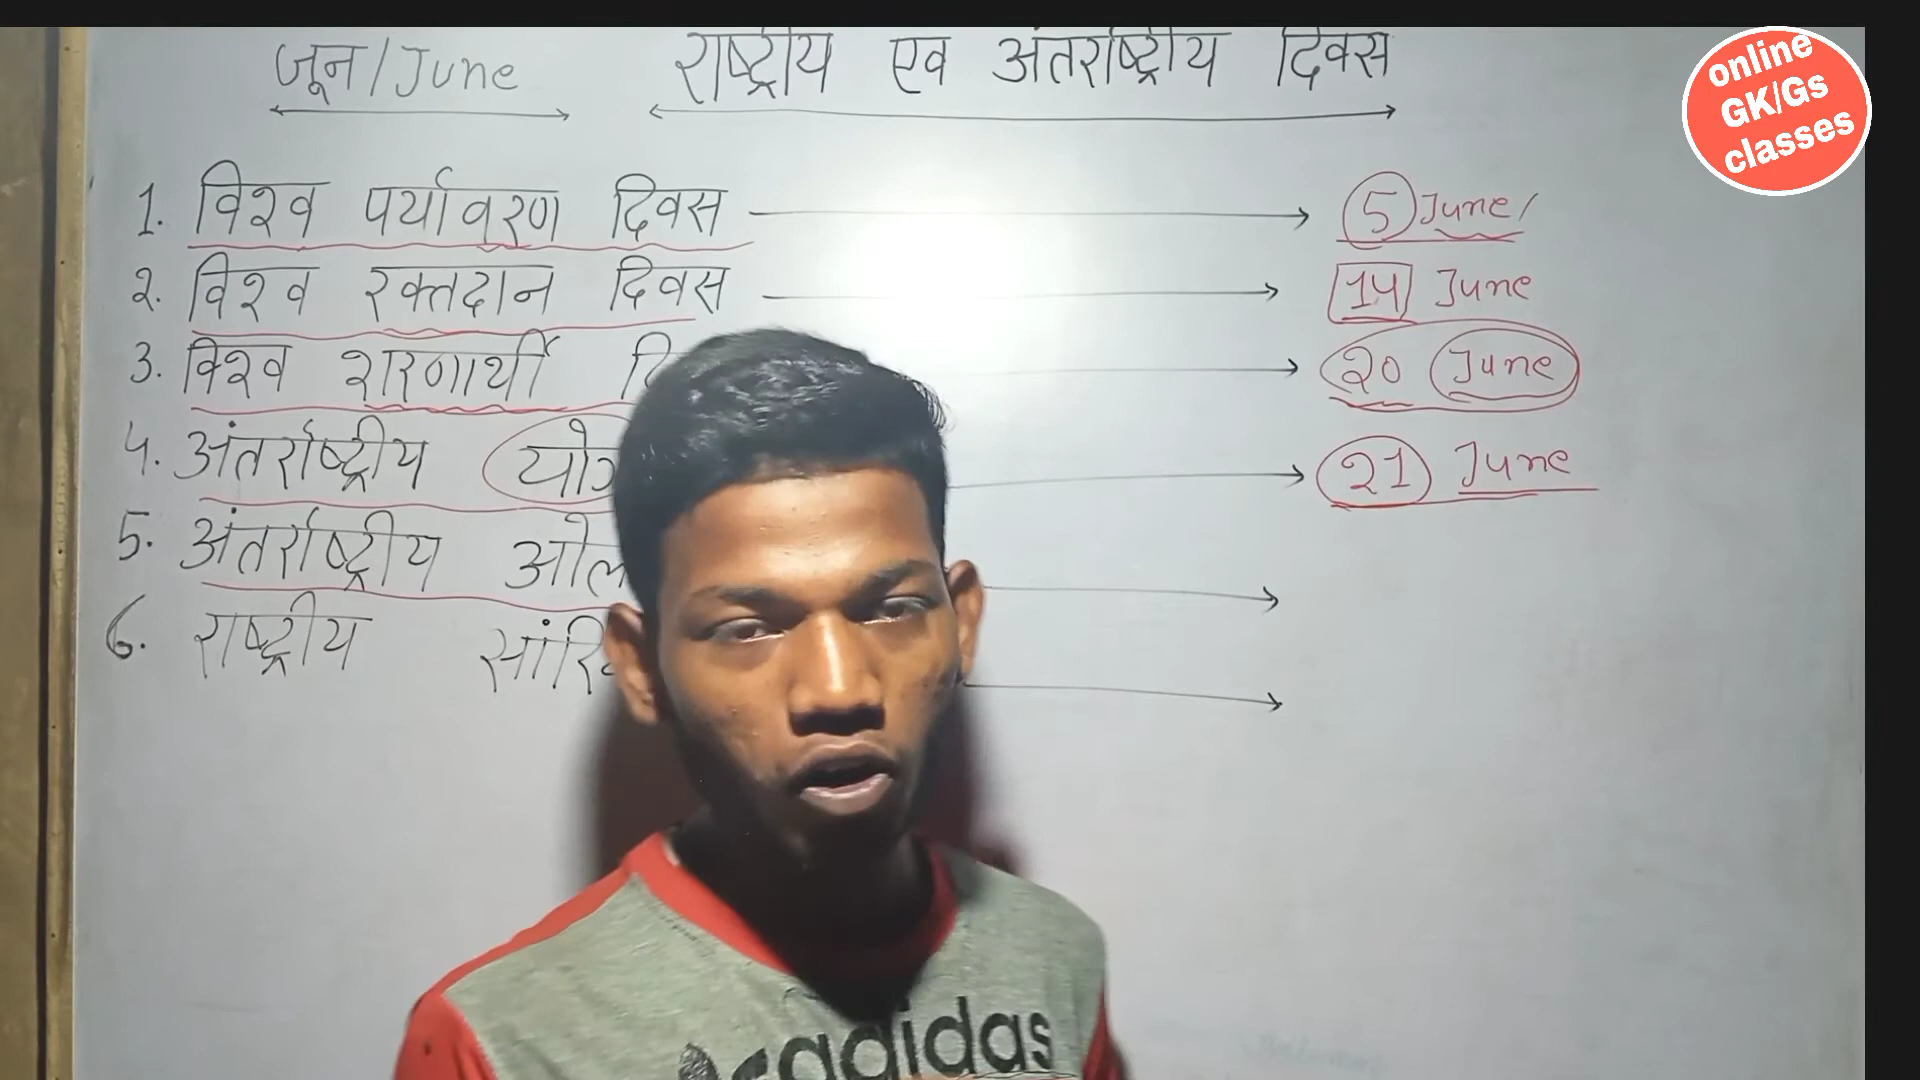 जून/June राष्ट्रीय एव अंतर्राष्ट्रीय दिवस
online
GK/Gs
classes
1. विश्व पर्यावरण दिवस 5 June/
2. विश्व रक्तदान दिवस 14 June
3. विश्व शरणार्थी 20 June
4. अंतर्राष्ट्रीय योग 21 June
5. अंतर्राष्ट्रीय
6. राष्ट्रीय
adidas